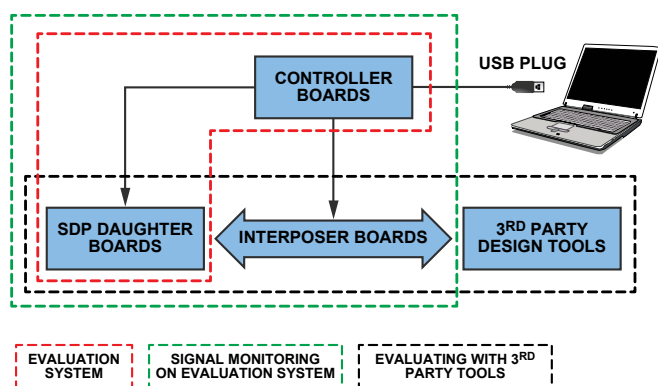 CONTROLLER
BOARDS
USB PLUG
SDP DAUGHTER
BOARDS
INTERPOSER BOARDS
3RD PARTY
DESIGN TOOLS
EVALUATION
SYSTEM
SIGNAL MONITORING
ON EVALUATION SYSTEM
EVALUATING WITH 3RD
PARTY TOOLS